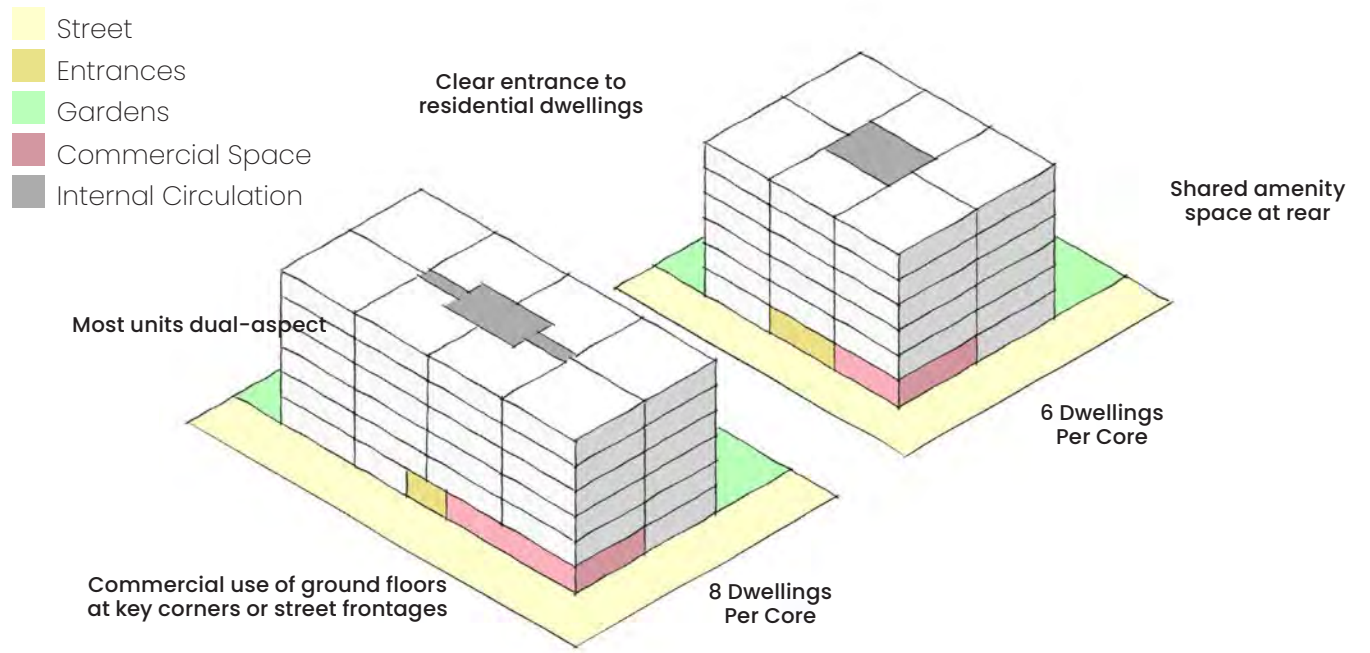 Street
Entrances
Gardens
Commercial Space
Internal Circulation
Clear entrance to
residential dwellings
Shared amenity
space at rear
Most units dual-aspect
6 Dwellings
Per Core
Commercial use of ground floors
at key corners or street frontages
8 Dwellings
Per Core